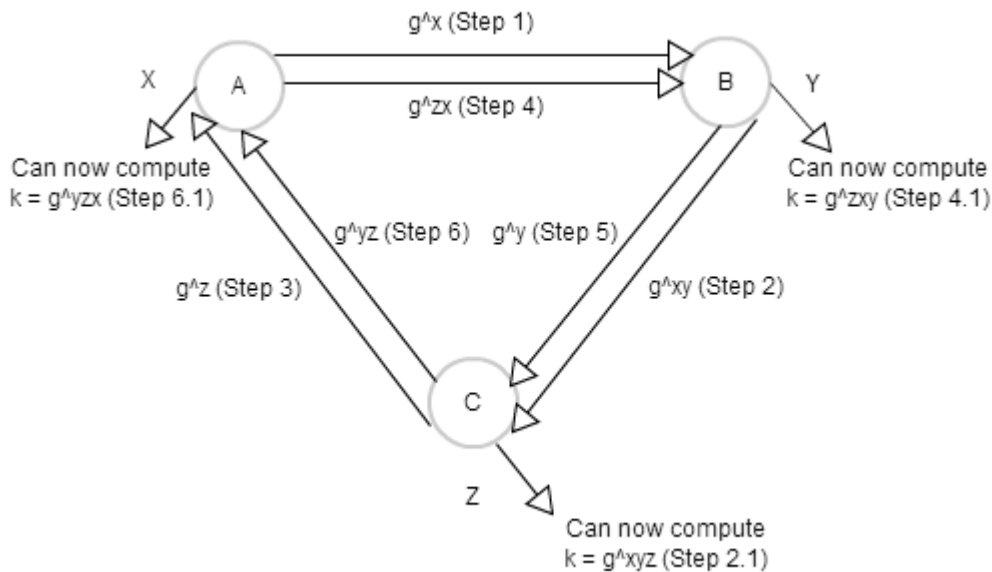 g^x (Step 1)
X
A
B
Y
g^zx (Step 4)
Can now compute
k = g^yzx (Step 6.1)
Can now compute
k = g^zxy (Step 4.1)
g^yz (Step 6)
g^y (Step 5)
g^z (Step 3)
g^xy (Step 2)
C
Z
Can now compute
k = g^xyz (Step 2.1)